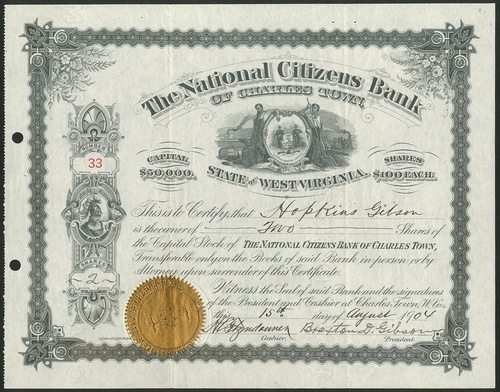 The National Citizens Bank
OF CHARLES TOWN
NUMBER
33
CAPITAL
$50,000.
SHARES
$100 EACH.
STATE OF WEST VIRGINIA.
This is to Certify, that Hopkins Gibson
is the owner of Two Shares of
the Capital Stock of THE NATIONAL CITIZENS BANK OF CHARLES TOWN,
Transferable only on the Books of said Bank in person or by
Attorney upon surrender of this Certificate.
2
Witness the Seal of said Bank and the signatures
of the President and Cashier at Charles Town, W. Va.
this 15th day of August 1904
Braxton D. Gibson
Cashier. President.